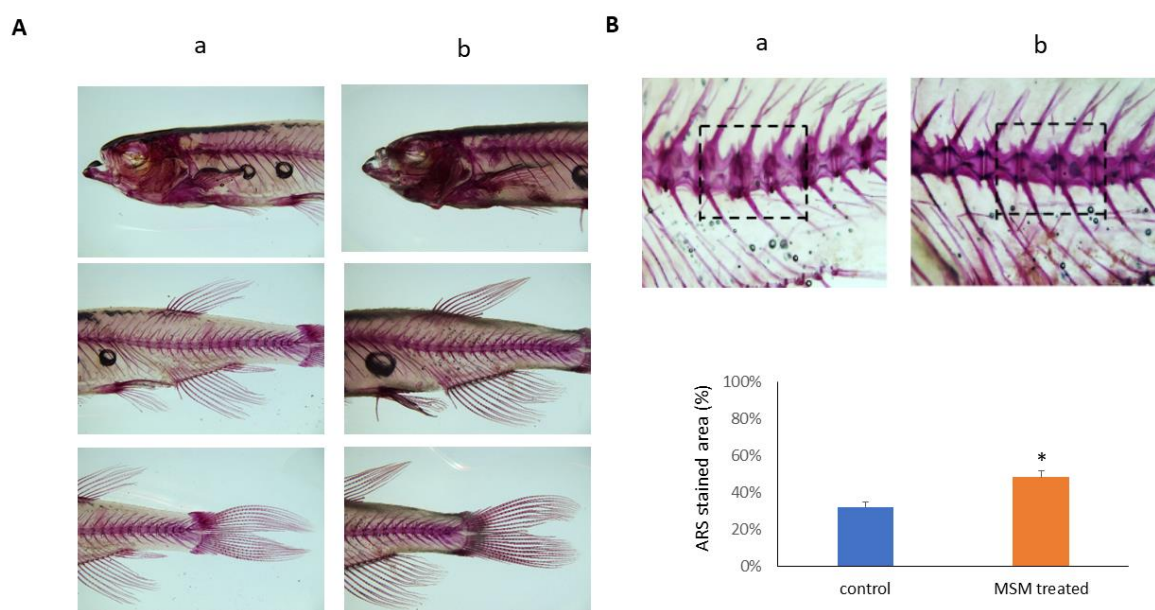 A
a
b
B
a
b
ARS stained area (%)
100%
80%
60%
40%
20%
0%
*
control
MSM treated